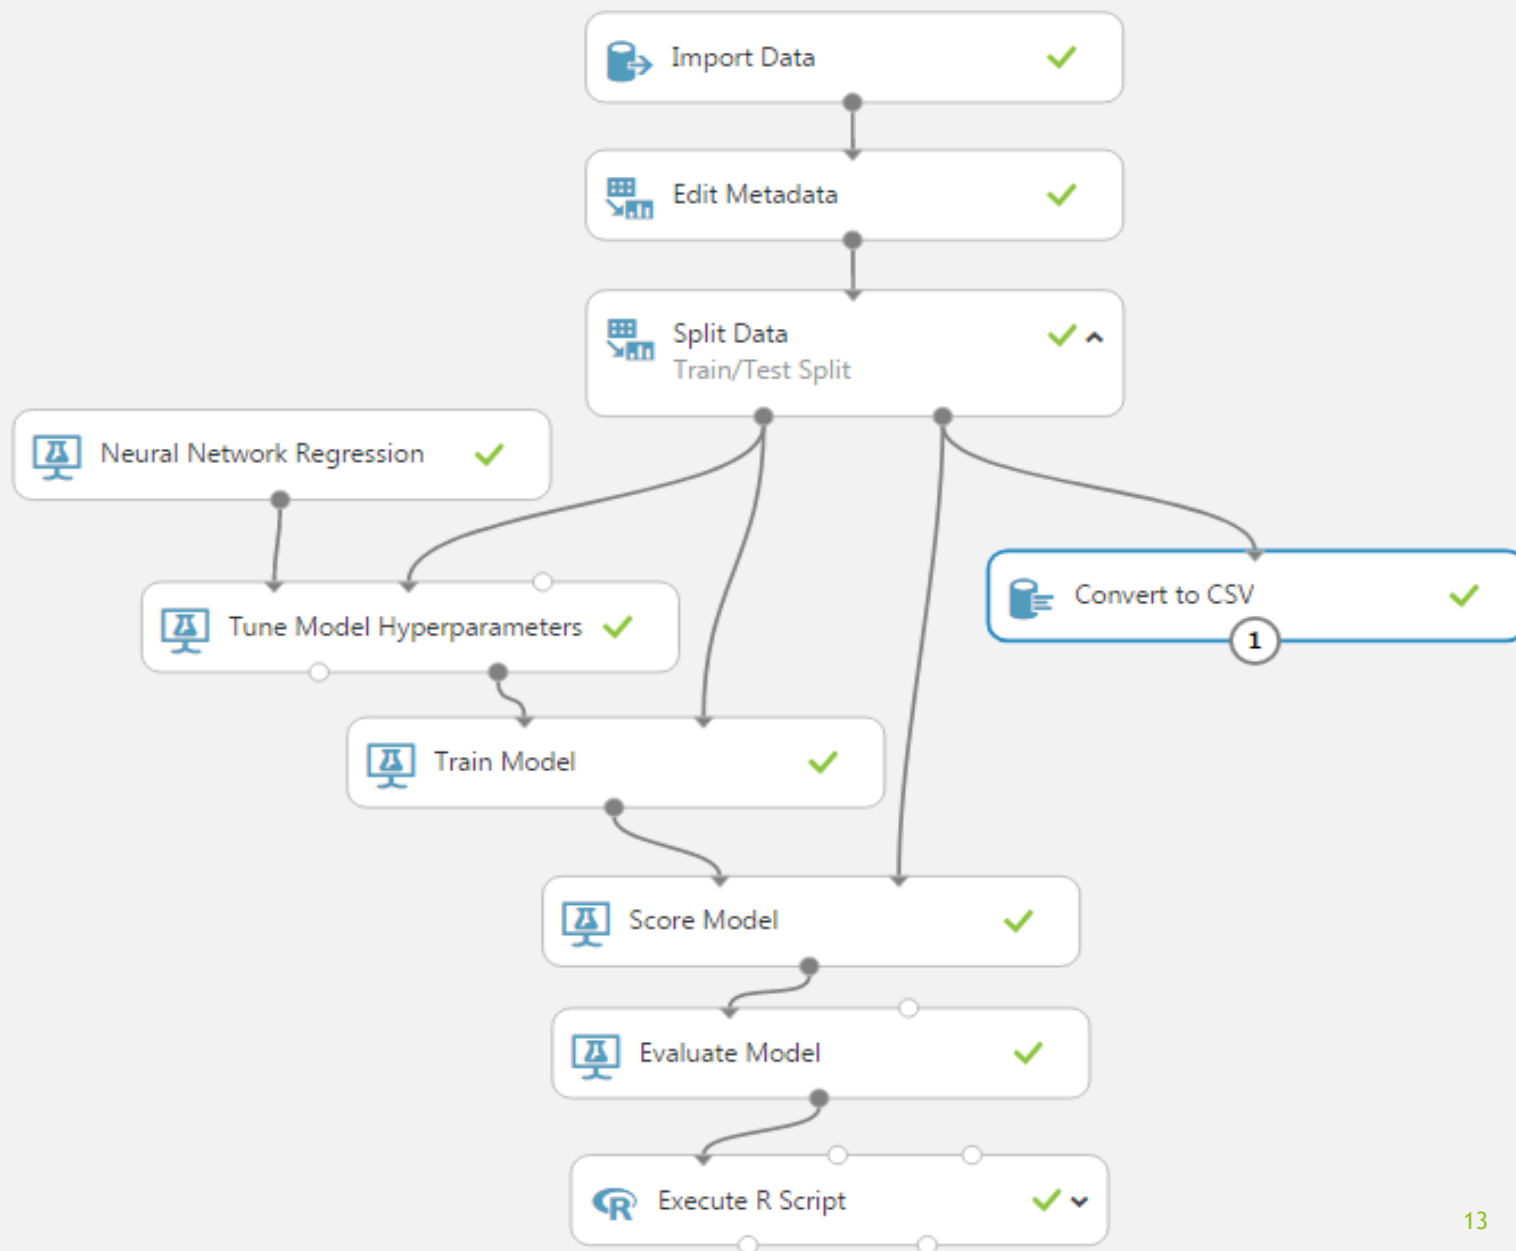 Import Data
Edit Metadata
Split Data
Train/Test Split
Neural Network Regression
Convert to CSV
1
Tune Model Hyperparameters
Train Model
Score Model
Evaluate Model
R Execute R Script
13